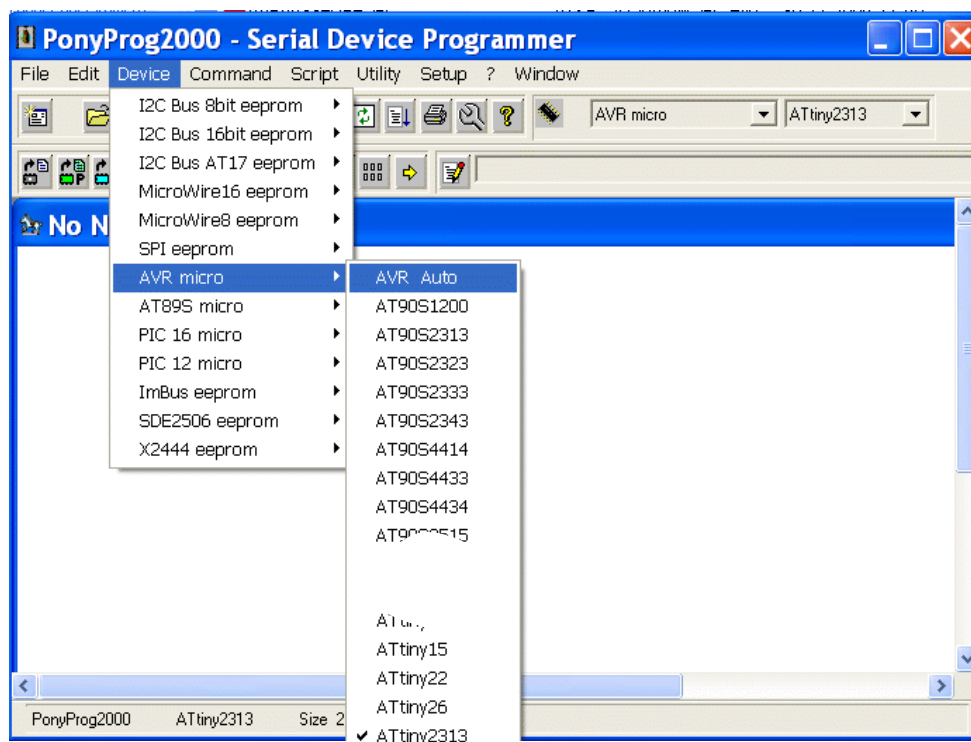 PonyProg2000 - Serial Device Programmer
File Edit Device Command Script Utility Setup ? Window
AVR micro ATtiny2313
No N
I2C Bus 8bit eeprom
I2C Bus 16bit eeprom
I2C Bus AT17 eeprom
MicroWire16 eeprom
MicroWire8 eeprom
SPI eeprom
AVR micro
AT89S micro
PIC 16 micro
PIC 12 micro
ImBus eeprom
SDE2506 eeprom
X2444 eeprom
AVR Auto
AT90S1200
AT90S2313
AT90S2323
AT90S2333
AT90S2343
AT90S4414
AT90S4433
AT90S4434
ATtiny15
ATtiny22
ATtiny26
ATtiny2313
PonyProg2000 ATtiny2313 Size 2